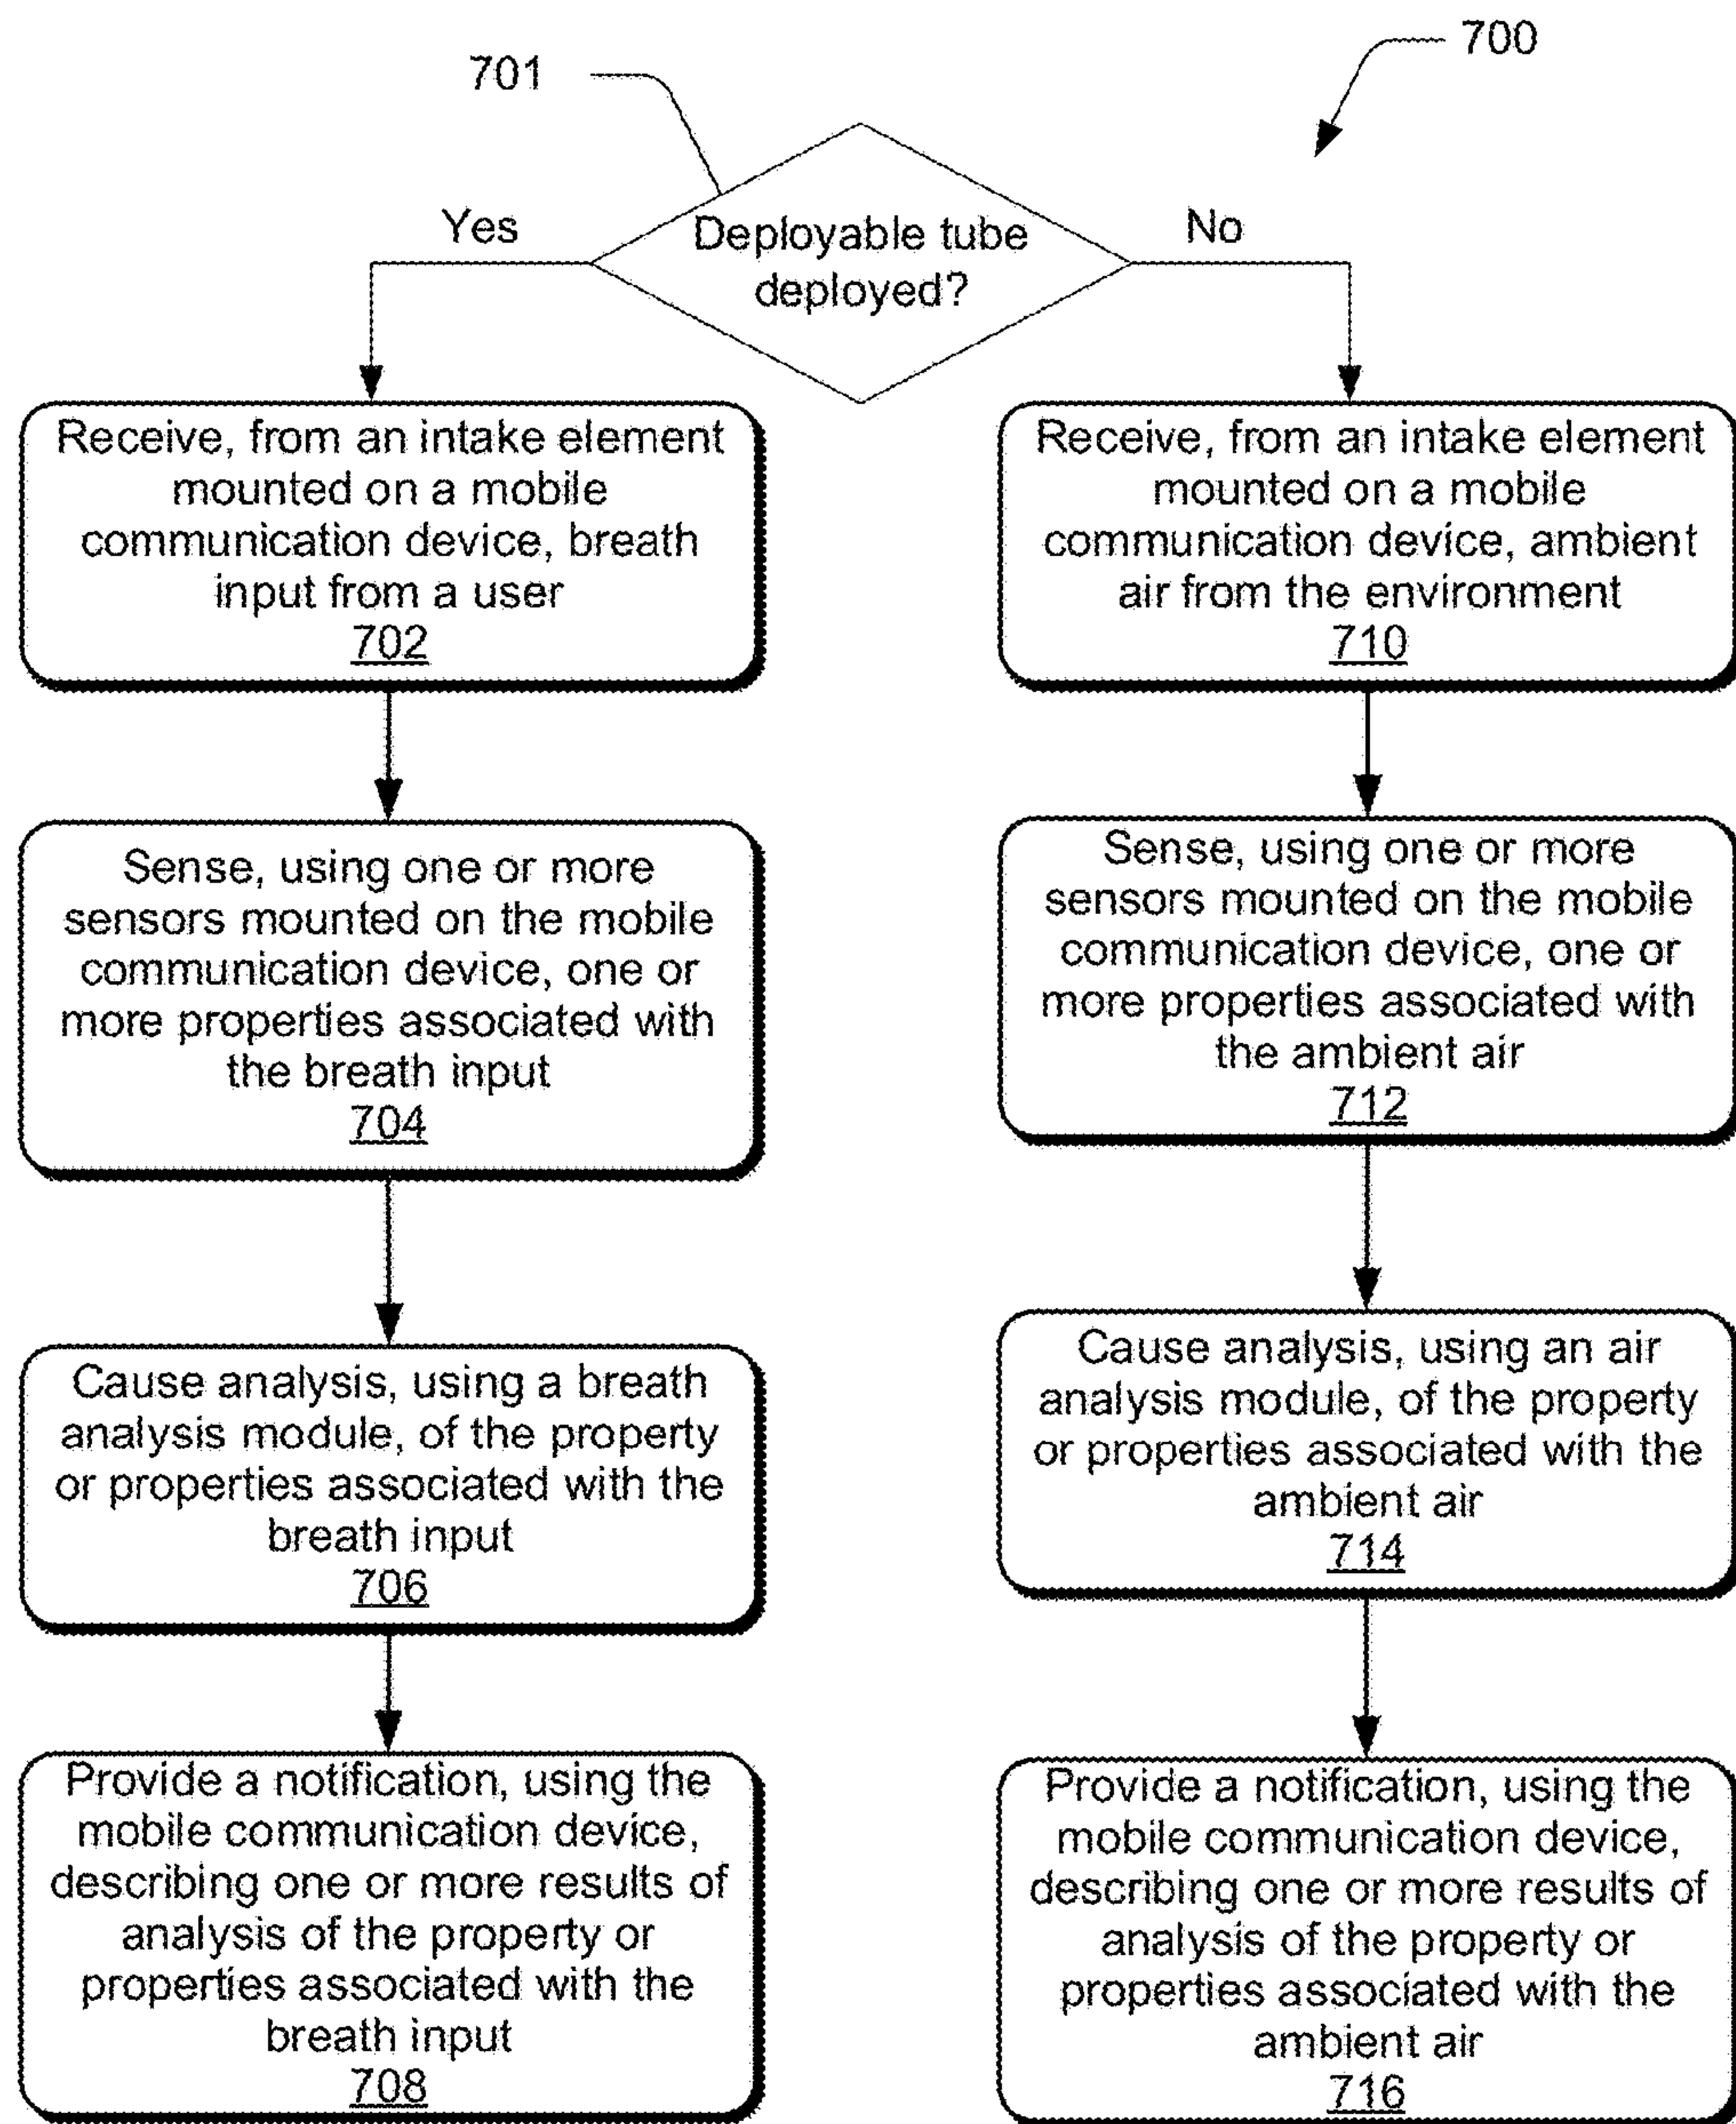 700
701
Deployable tube
deployed?
Yes
No
Receive, from an intake element
mounted on a mobile
communication device, breath
input from a user
702
Sense, using one or more
sensors mounted on the mobile
communication device, one or
more properties associated with
the breath input
704
Cause analysis, using a breath
analysis module, of the property
or properties associated with the
breath input
706
Provide a notification, using the
mobile communication device,
describing one or more results of
analysis of the property or
properties associated with the
breath input
708
Receive, from an intake element
mounted on a mobile
communication device, ambient
air from the environment
710
Sense, using one or more
sensors mounted on the mobile
communication device, one or
more properties associated with
the ambient air
712
Cause analysis, using an air
analysis module, of the property
or properties associated with the
ambient air
714
Provide a notification, using the
mobile communication device,
describing one or more results of
analysis of the property or
properties associated with the
ambient air
716